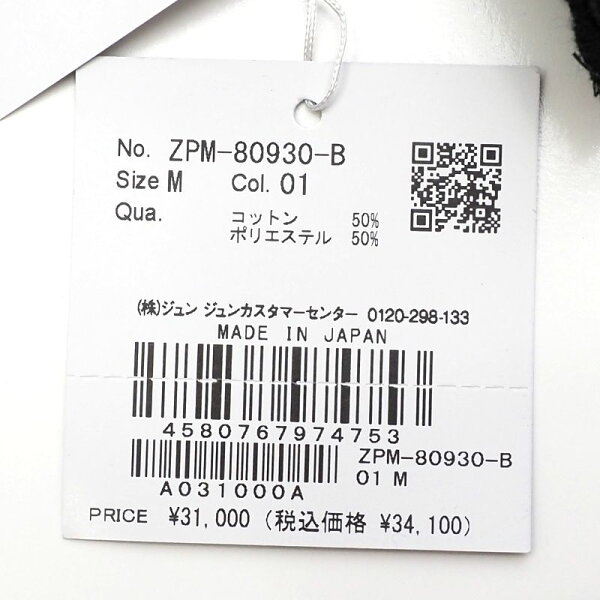 No. ZPM-80930-B
Size M Col. 01
Qua. コットン 50%
ポリエステル 50%
(株)ジュン ジュンカスタマーセンター 0120-298-133
MADE IN JAPAN
4580767974753
ZPM-80930-B
01 M
A031000A
PRICE ¥31,000 (税込価格 ¥34,100)